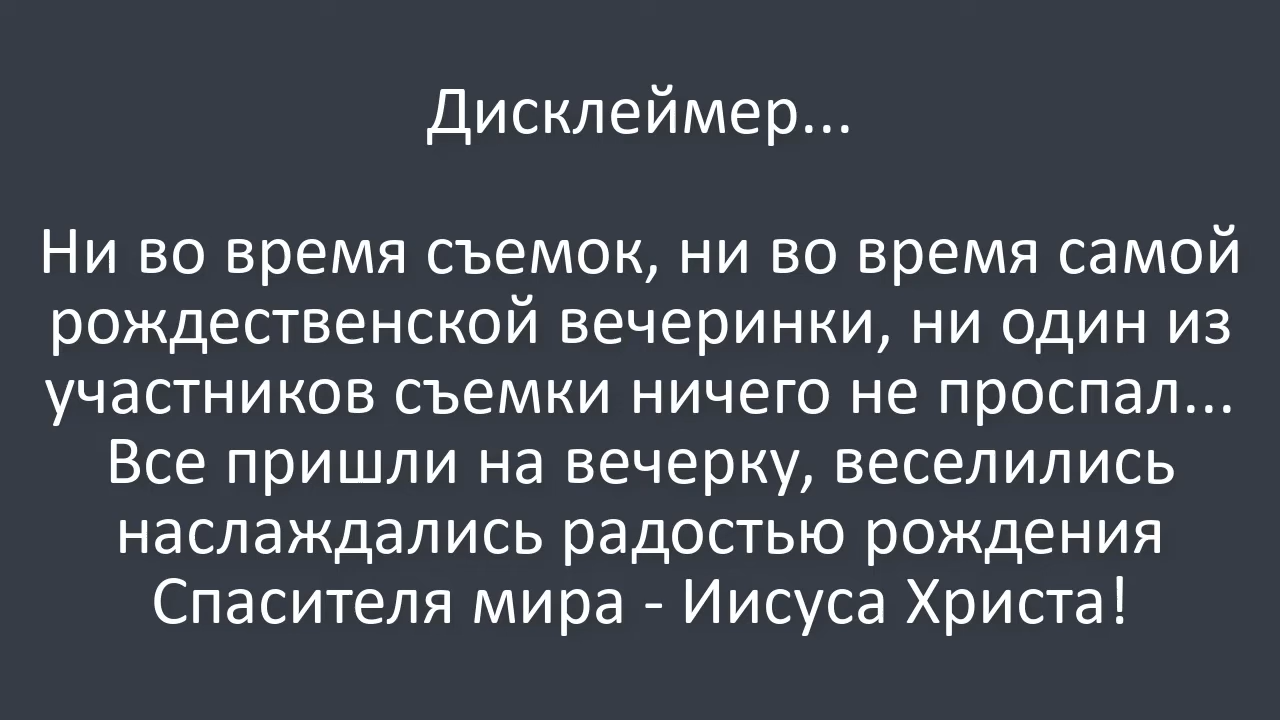 Дисклеймер...
Ни во время съемок, ни во время самой
рождественской вечеринки, ни один из
участников съемки ничего не проспал...
Все пришли на вечерку, веселились
наслаждались радостью рождения
Спасителя мира - Иисуса Христа!